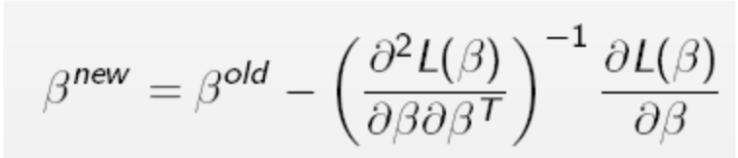 β^new = β^old − (∂²L(β) / ∂β∂β^T)^−1 ∂L(β) / ∂β